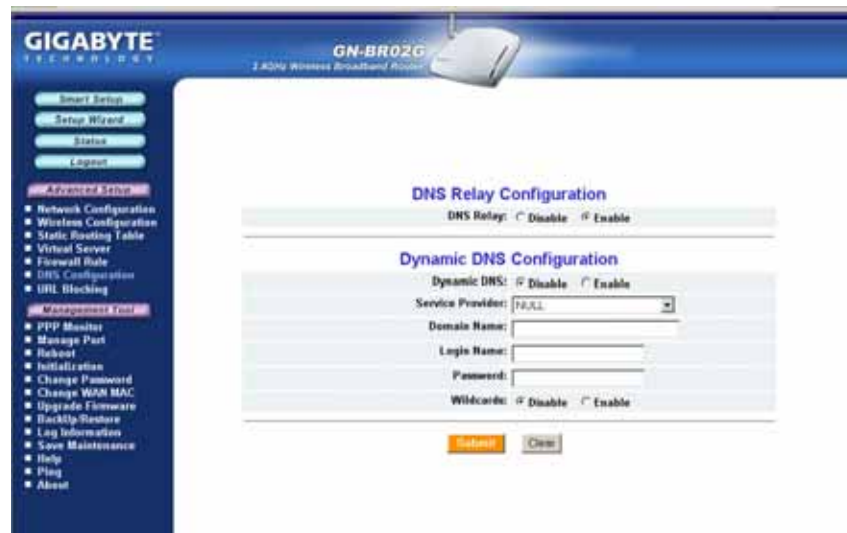 GIGABYTE
TECHNOLOGY
GN-BR02G
2.4GHz Wireless Broadband Router
Smart Setup
Setup Wizard
Status
Logout
Advanced Setup
Network Configuration
Wireless Configuration
Static Routing Table
Virtual Server
Firewall Rule
DNS Configuration
URL Blocking
Management Tool
PPP Monitor
Manage Port
Reboot
Initialization
Change Password
Change WAN MAC
Upgrade Firmware
BackUp/Restore
Log Information
Save Maintenance
Help
Ping
About
DNS Relay Configuration
DNS Relay: Disable Enable
Dynamic DNS Configuration
Dynamic DNS: Disable Enable
Service Provider: NULL
Domain Name:
Login Name:
Password:
Wildcards: Disable Enable
Submit Clear